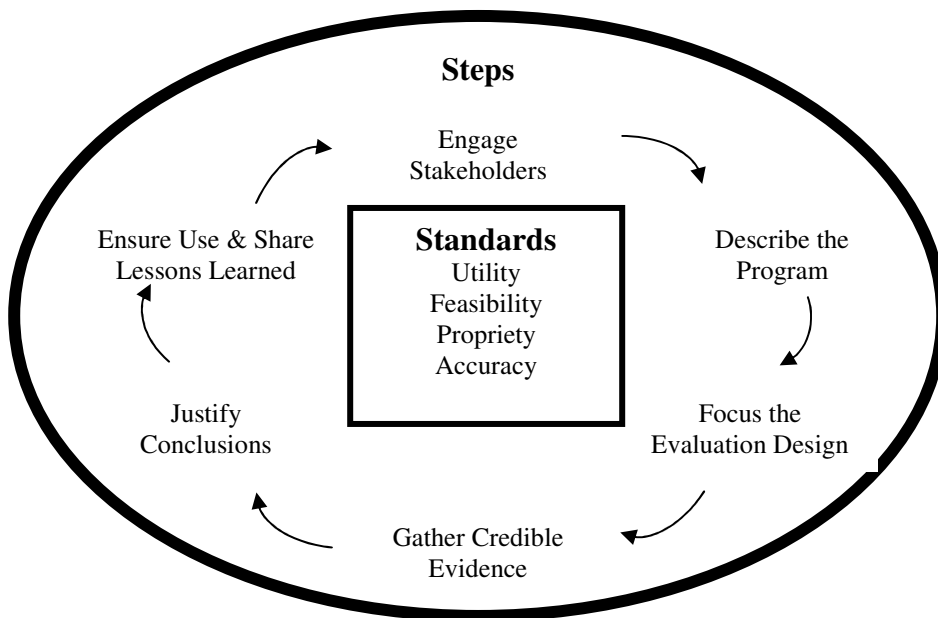 Steps
Engage
Stakeholders
Describe the
Program
Focus the
Evaluation Design
Gather Credible
Evidence
Justify
Conclusions
Ensure Use & Share
Lessons Learned
Standards
Utility
Feasibility
Propriety
Accuracy